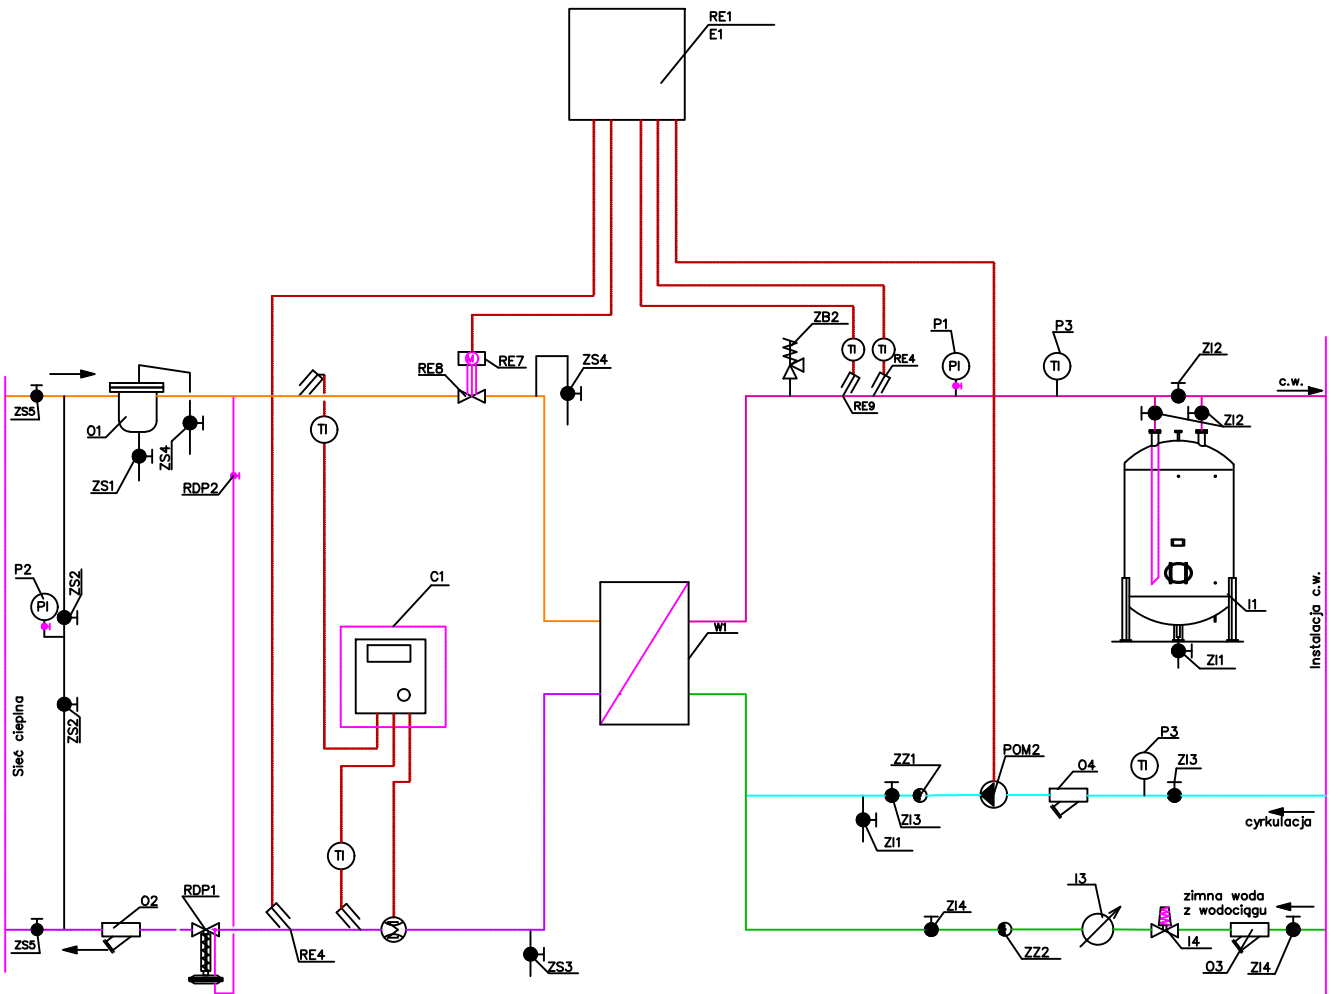 RE1
E1
ZB2
P1
P3
ZI2
c.w.
RE8
M
RE7
ZS4
TI
TI
RE4
PI
TI
RE9
ZI2
ZS5
O1
ZS4
ZS1
RDP2
TI
P2
PI
ZS2
ZS2
C1
W1
I1
ZI1
Instalacja c.w.
Sieć cieplna
ZZ1
POM2
O4
P3
TI
ZI3
ZI3
ZI1
cyrkulacja
TI
RDP1
O2
ZS5
RE4
ZS3
ZI4
ZZ2
I3
zimna woda
z wodociągu
I4
O3
ZI4